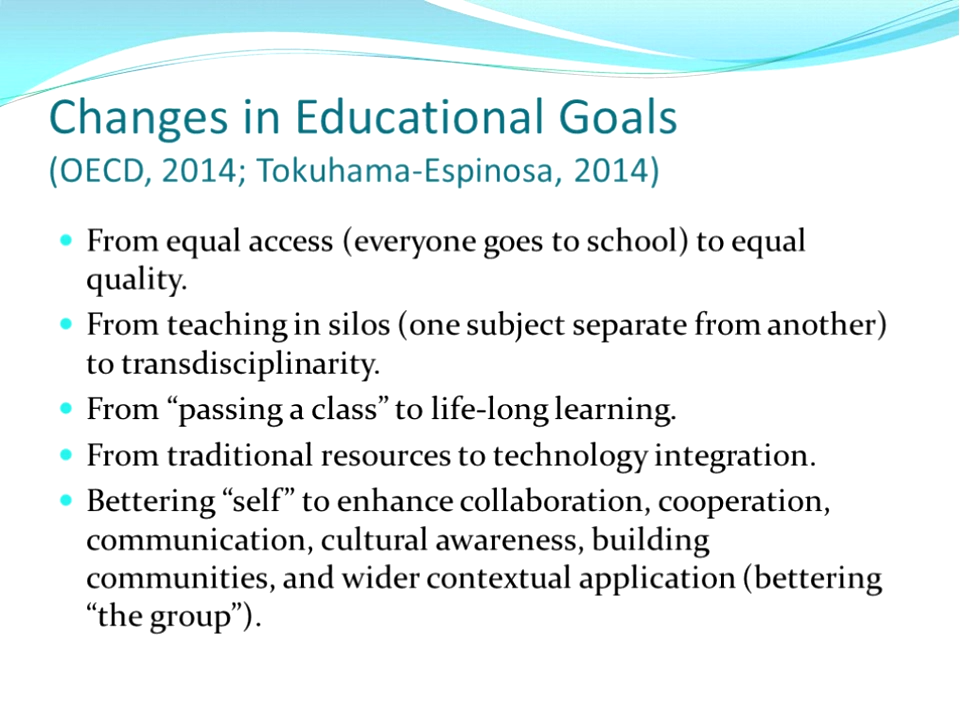 Changes in Educational Goals
(OECD, 2014; Tokuhama-Espinosa, 2014)
From equal access (everyone goes to school) to equal
quality.
From teaching in silos (one subject separate from another)
to transdisciplinarity.
From “passing a class” to life-long learning.
From traditional resources to technology integration.
Bettering “self” to enhance collaboration, cooperation,
communication, cultural awareness, building
communities, and wider contextual application (bettering
“the group”).